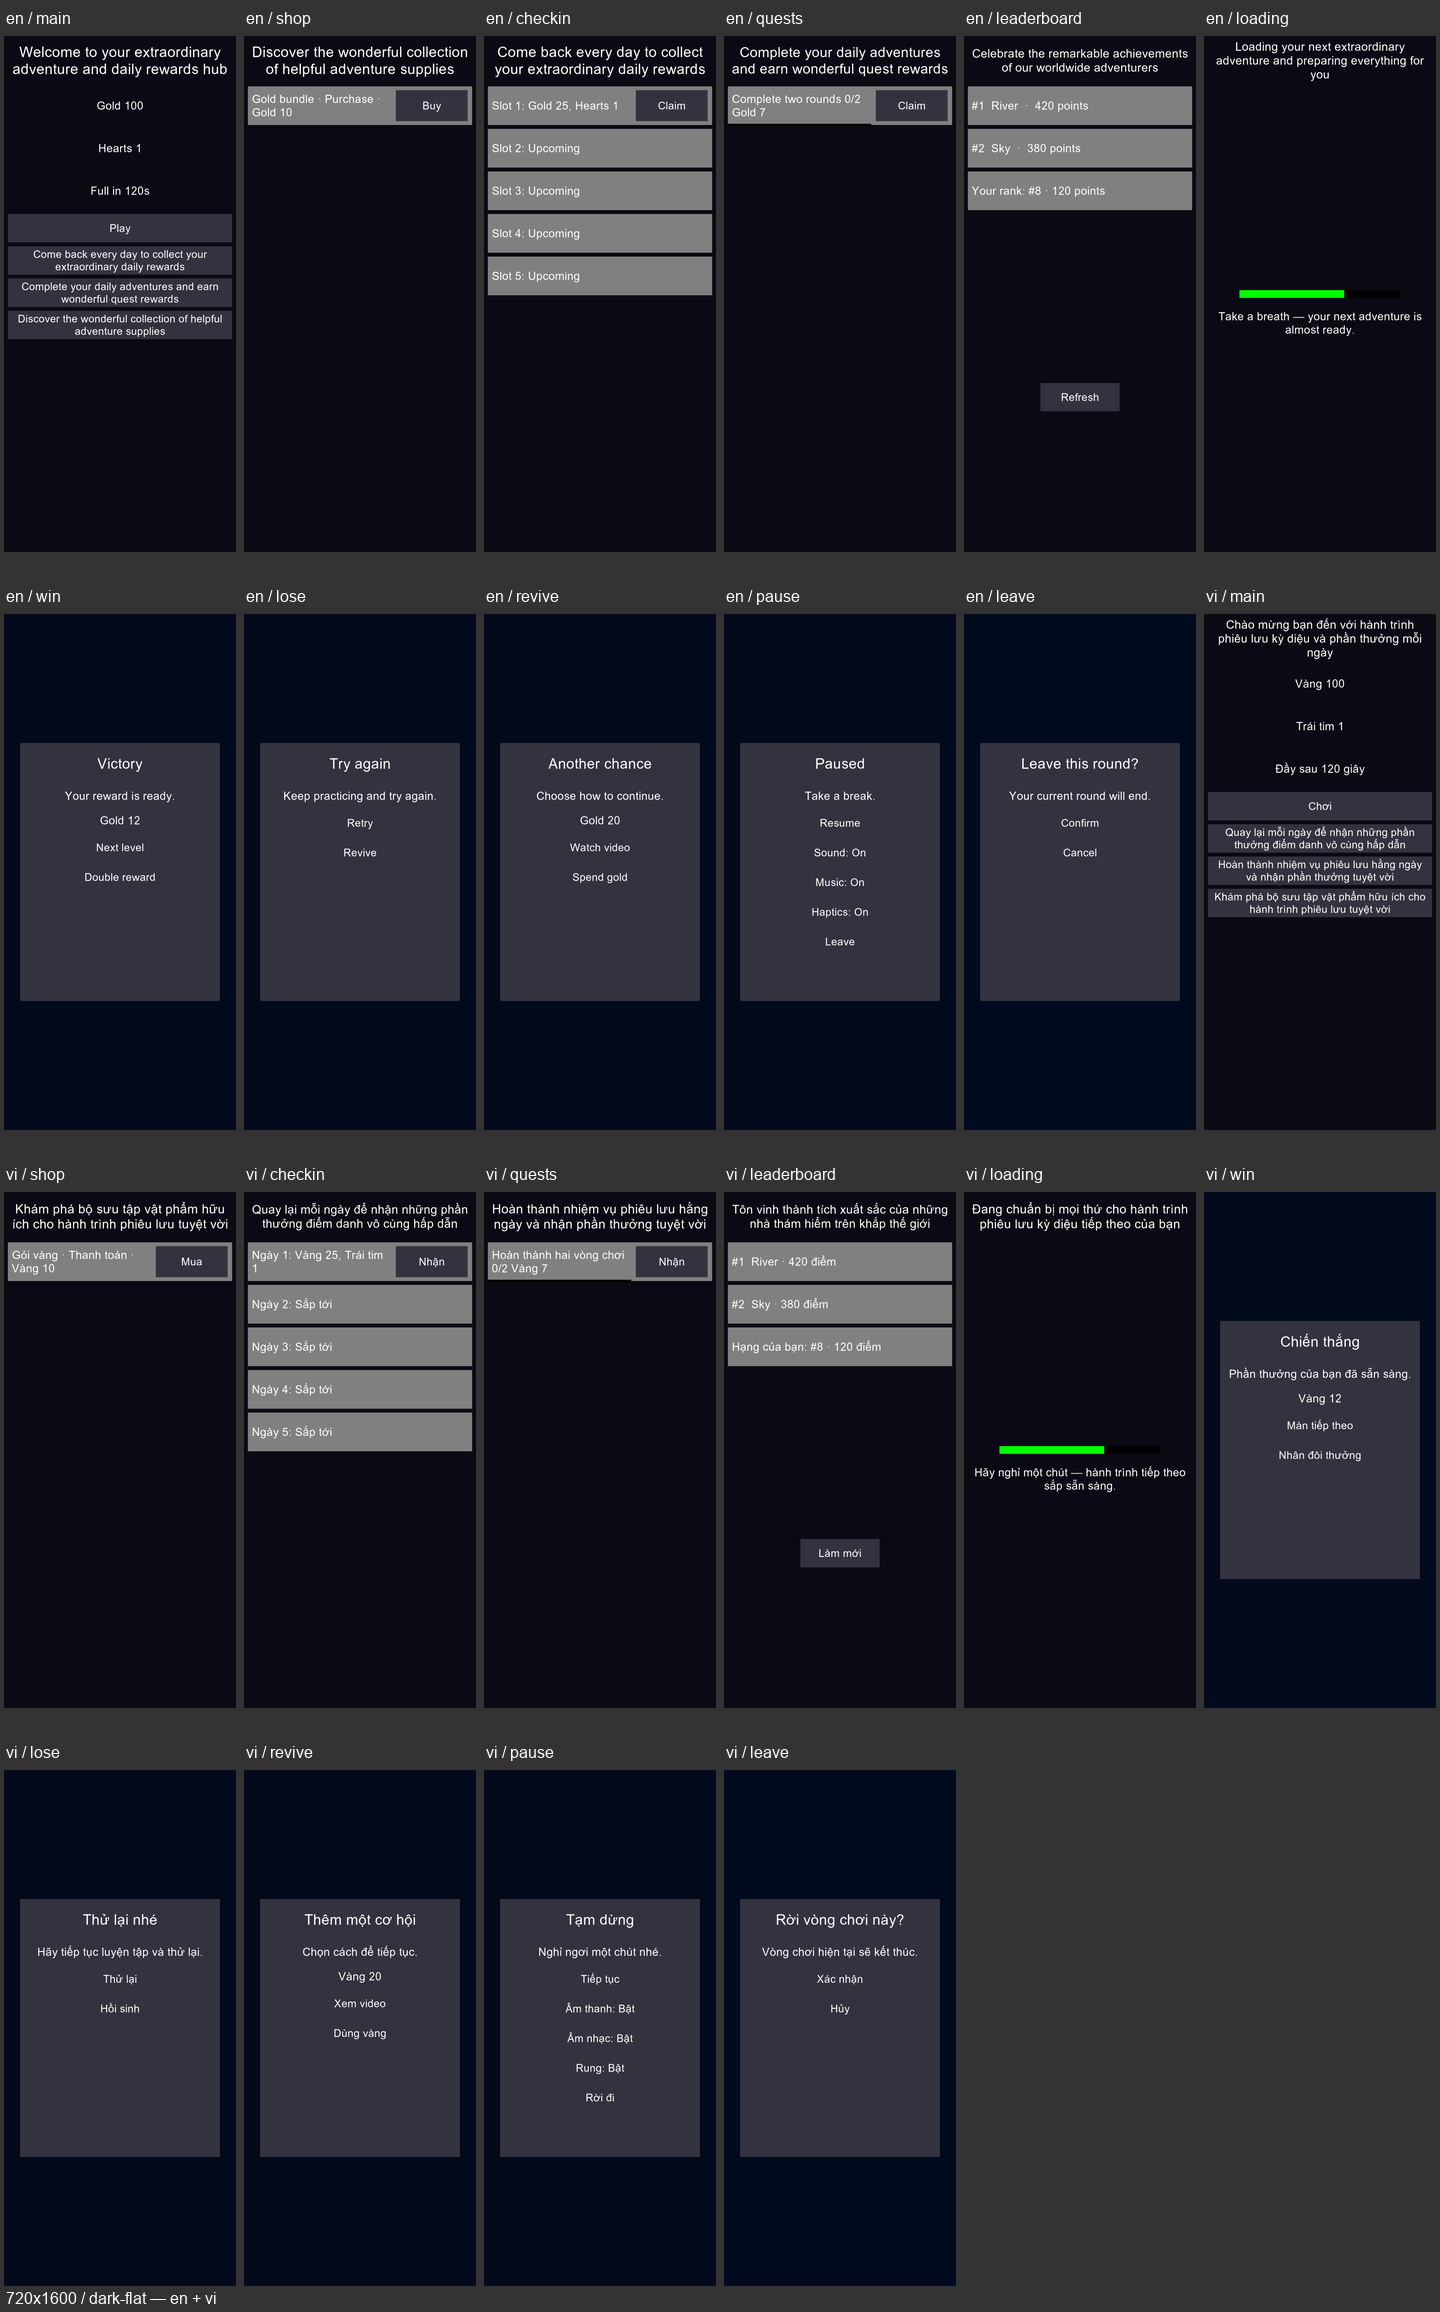 en / main
Welcome to your extraordinary
adventure and daily rewards hub
Gold 100
Hearts 1
Full in 120s
Play
Come back every day to collect your
extraordinary daily rewards
Complete your daily adventures and earn
wonderful quest rewards
Discover the wonderful collection of helpful
adventure supplies
en / shop
Discover the wonderful collection
of helpful adventure supplies
Gold bundle · Purchase ·
Gold 10
Buy
en / checkin
Come back every day to collect
your extraordinary daily rewards
Slot 1: Gold 25, Hearts 1
Claim
Slot 2: Upcoming
Slot 3: Upcoming
Slot 4: Upcoming
Slot 5: Upcoming
en / quests
Complete your daily adventures
and earn wonderful quest rewards
Complete two rounds 0/2
Gold 7
Claim
en / leaderboard
Celebrate the remarkable achievements
of our worldwide adventurers
#1 River · 420 points
#2 Sky · 380 points
Your rank: #8 · 120 points
Refresh
en / loading
Loading your next extraordinary
adventure and preparing everything for
you
Take a breath — your next adventure is
almost ready.
en / win
Victory
Your reward is ready.
Gold 12
Next level
Double reward
en / lose
Try again
Keep practicing and try again.
Retry
Revive
en / revive
Another chance
Choose how to continue.
Gold 20
Watch video
Spend gold
en / pause
Paused
Take a break.
Resume
Sound: On
Music: On
Haptics: On
Leave
en / leave
Leave this round?
Your current round will end.
Confirm
Cancel
vi / main
Chào mừng bạn đến với hành trình
phiêu lưu kỳ diệu và phần thưởng mỗi
ngày
Vàng 100
Trái tim 1
Đầy sau 120 giây
Chơi
Quay lại mỗi ngày để nhận những phần
thưởng điểm danh vô cùng hấp dẫn
Hoàn thành nhiệm vụ phiêu lưu hằng ngày
và nhận phần thưởng tuyệt vời
Khám phá bộ sưu tập vật phẩm hữu ích cho
hành trình phiêu lưu tuyệt vời
vi / shop
Khám phá bộ sưu tập vật phẩm hữu
ích cho hành trình phiêu lưu tuyệt vời
Gói vàng · Thanh toán ·
Vàng 10
Mua
vi / checkin
Quay lại mỗi ngày để nhận những phần
thưởng điểm danh vô cùng hấp dẫn
Ngày 1: Vàng 25, Trái tim
1
Nhận
Ngày 2: Sắp tới
Ngày 3: Sắp tới
Ngày 4: Sắp tới
Ngày 5: Sắp tới
vi / quests
Hoàn thành nhiệm vụ phiêu lưu hằng
ngày và nhận phần thưởng tuyệt vời
Hoàn thành hai vòng chơi
0/2 Vàng 7
Nhận
vi / leaderboard
Tôn vinh thành tích xuất sắc của những
nhà thám hiểm trên khắp thế giới
#1 River · 420 điểm
#2 Sky · 380 điểm
Hạng của bạn: #8 · 120 điểm
Làm mới
vi / loading
Đang chuẩn bị mọi thứ cho hành trình
phiêu lưu kỳ diệu tiếp theo của bạn
Hãy nghỉ một chút — hành trình tiếp theo
sắp sẵn sàng.
vi / win
Chiến thắng
Phần thưởng của bạn đã sẵn sàng.
Vàng 12
Màn tiếp theo
Nhân đôi thưởng
vi / lose
Thử lại nhé
Hãy tiếp tục luyện tập và thử lại.
Thử lại
Hồi sinh
vi / revive
Thêm một cơ hội
Chọn cách để tiếp tục.
Vàng 20
Xem video
Dùng vàng
vi / pause
Tạm dừng
Nghỉ ngơi một chút nhé.
Tiếp tục
Âm thanh: Bật
Âm nhạc: Bật
Rung: Bật
Rời đi
vi / leave
Rời vòng chơi này?
Vòng chơi hiện tại sẽ kết thúc.
Xác nhận
Hủy
720x1600 / dark-flat — en + vi